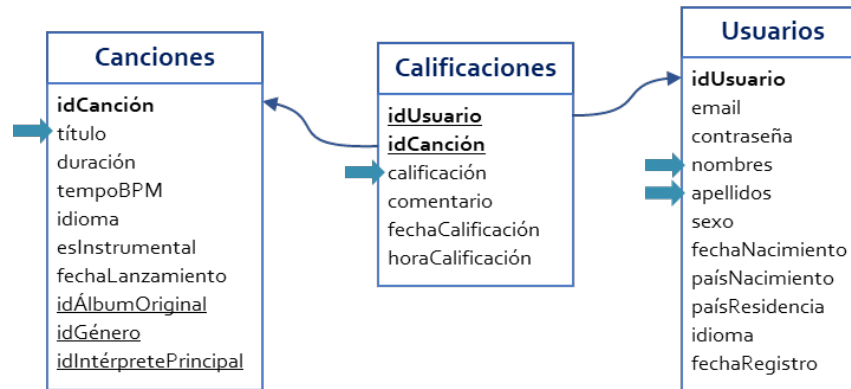 Canciones
idCanción
título
duración
tempoBPM
idioma
esInstrumental
fechaLanzamiento
idÁlbumOriginal
idGénero
idIntérpretePrincipal
Calificaciones
idUsuario
idCanción
calificación
comentario
fechaCalificación
horaCalificación
Usuarios
idUsuario
email
contraseña
nombres
apellidos
sexo
fechaNacimiento
paísNacimiento
paísResidencia
idioma
fechaRegistro